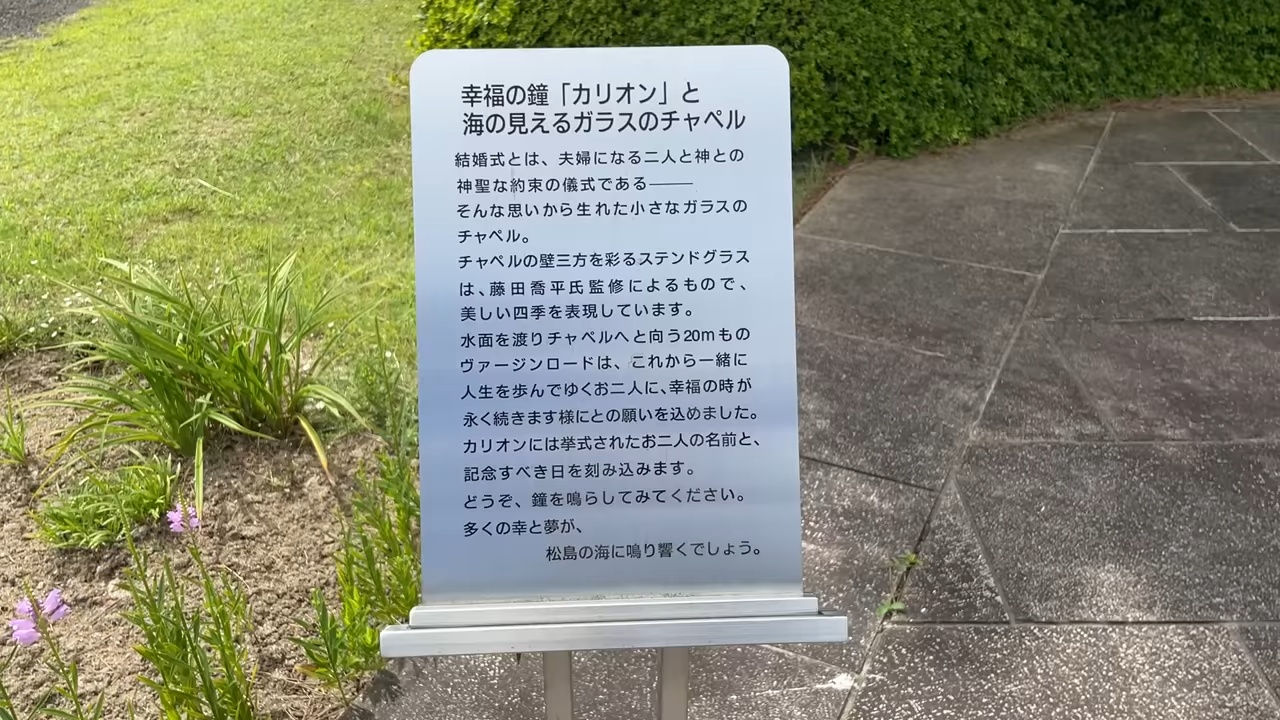 幸福の鐘「カリオン」と
海の見えるガラスのチャペル
結婚式とは、夫婦になる二人と神との
神聖な約束の儀式である――
そんな思いから生れた小さなガラスの
チャペル。
チャペルの壁三方を彩るステンドグラス
は、藤田喬平氏監修によるもので、
美しい四季を表現しています。
水面を渡りチャペルへと向う20mもの
ヴァージンロードは、これから一緒に
人生を歩んでゆくお二人に、幸福の時が
永く続きます様にとの願いを込めました。
カリオンには挙式されたお二人の名前と、
記念すべき日を刻み込みます。
どうぞ、鐘を鳴らしてみてください。
多くの幸と夢が、
松島の海に鳴り響くでしょう。